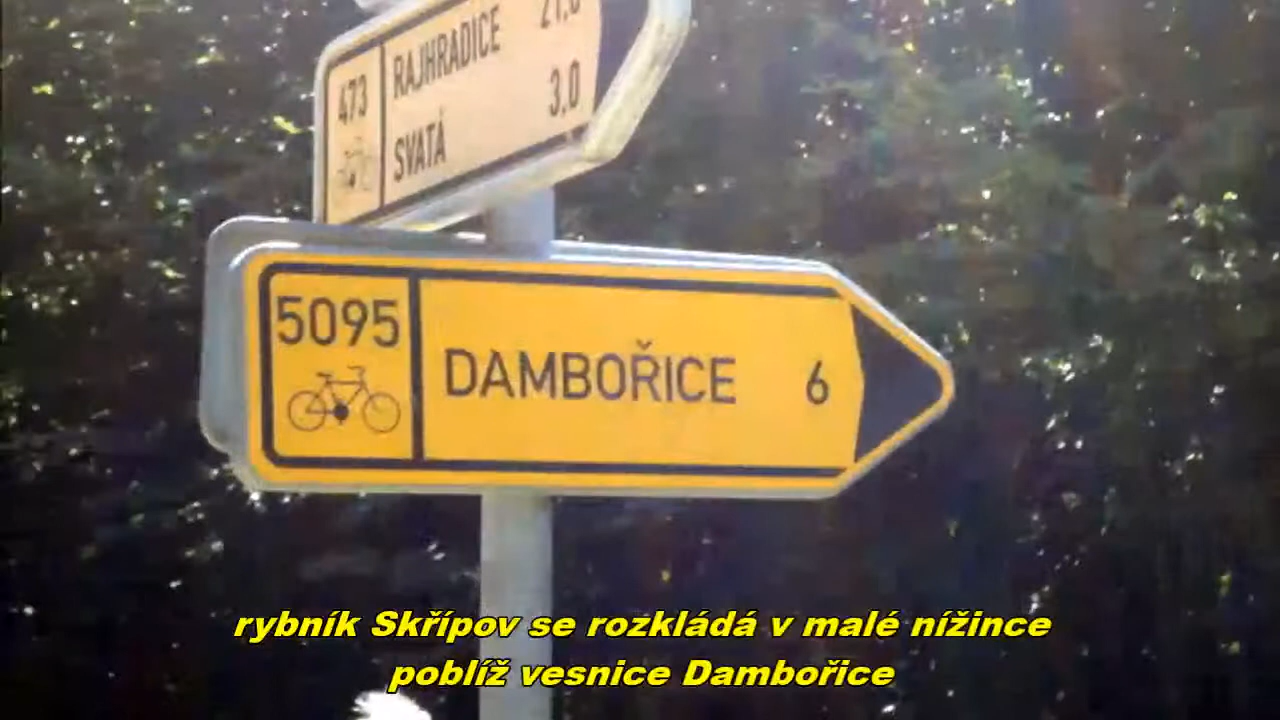 473
RAJHRADICE
SVATÁ 3,0
5095
DAMBOŘICE 6
rybník Skřípov se rozkládá v malé nížince
poblíž vesnice Dambořice